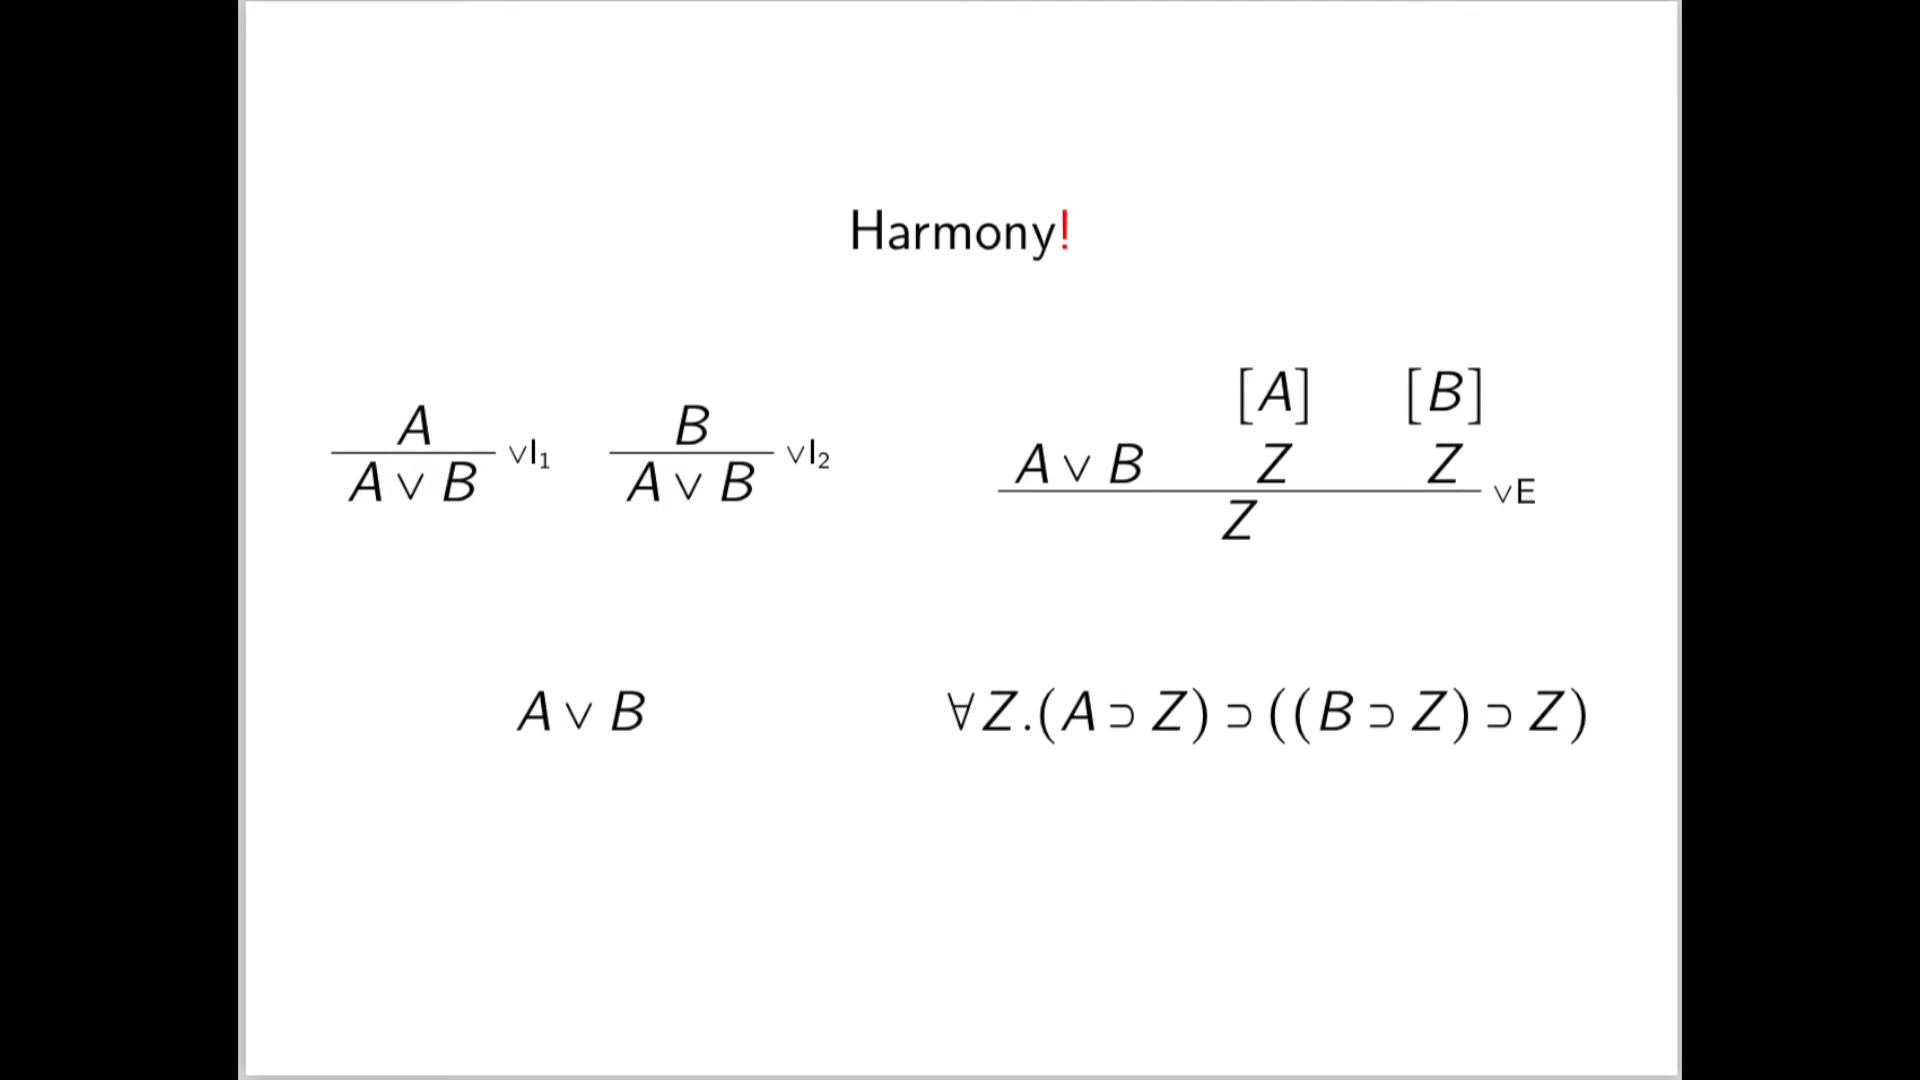 Harmony!
[A] [B]
A B A ∨ B Z Z
∨I₁ ∨I₂ ∨E
A ∨ B A ∨ B Z
A ∨ B ∀Z.(A ⊃ Z) ⊃ ((B ⊃ Z) ⊃ Z)